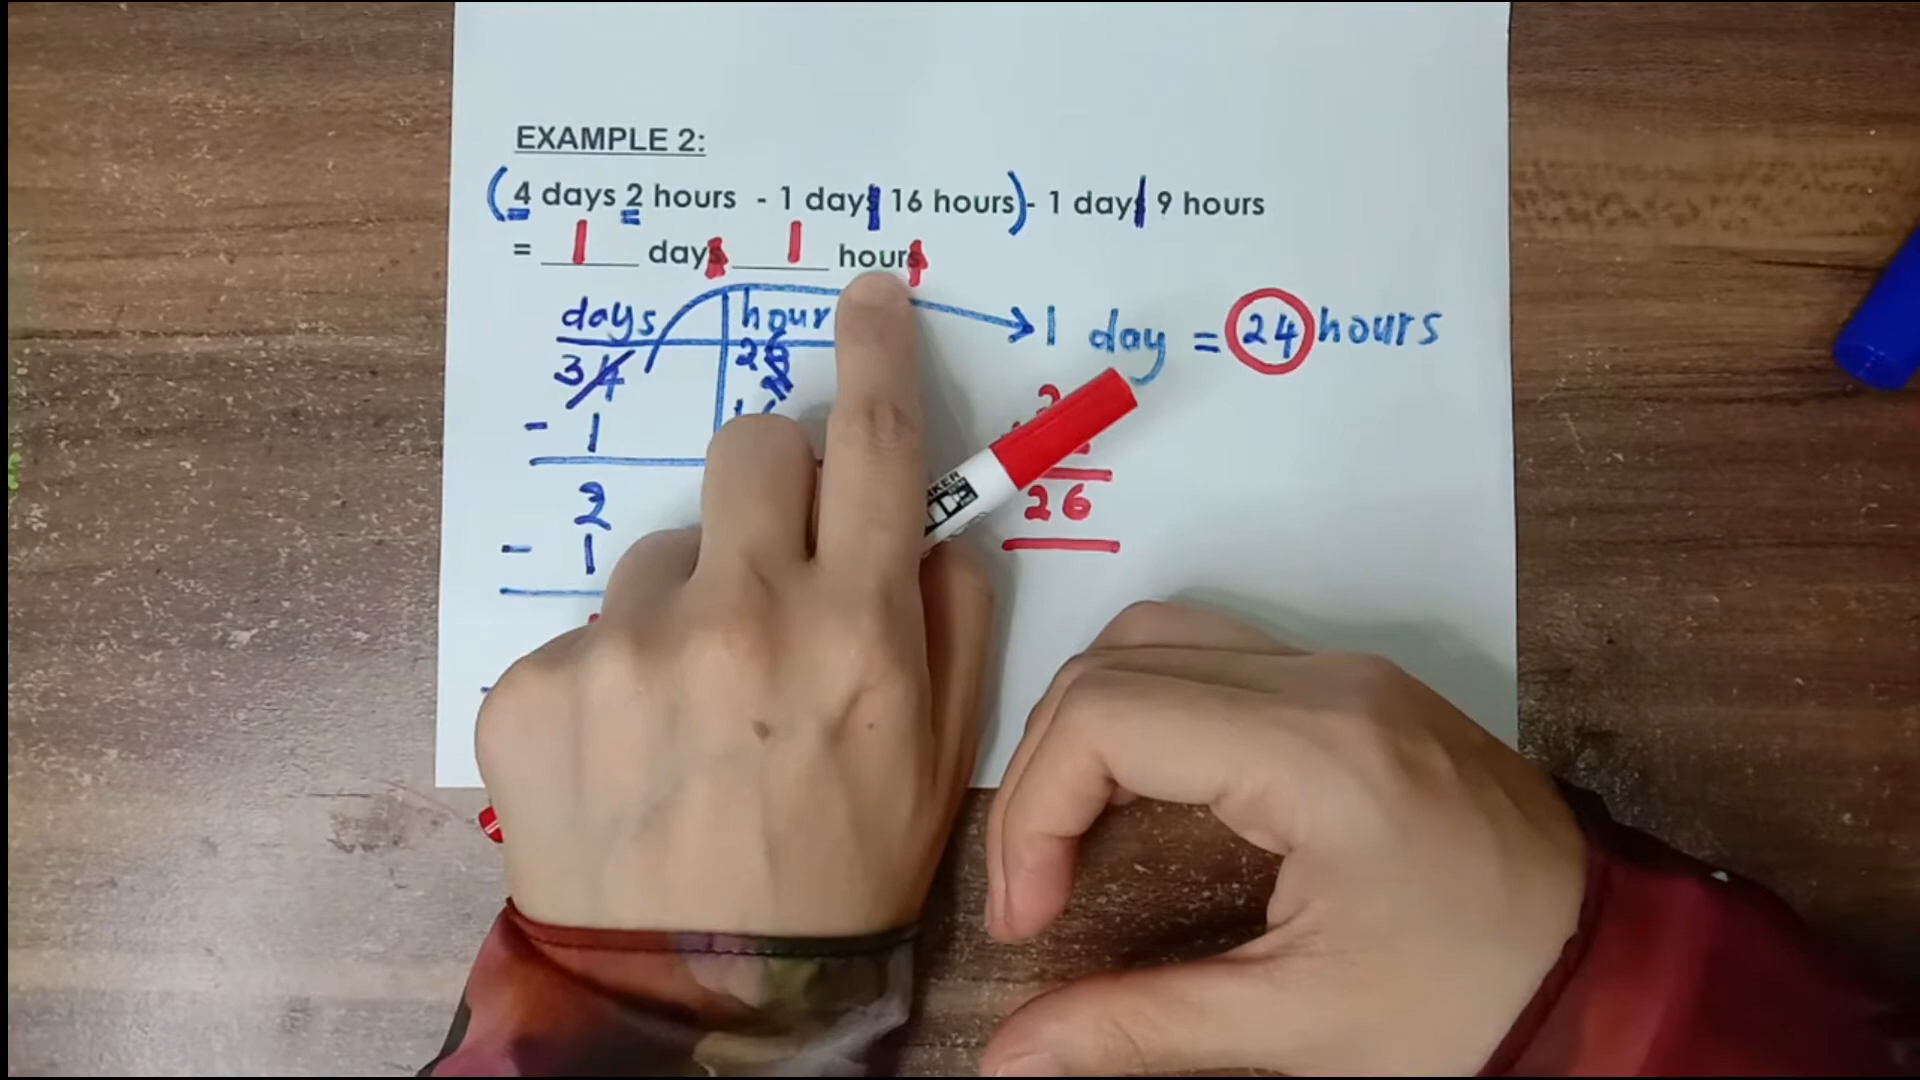 EXAMPLE 2:
(4 days 2 hours - 1 day 16 hours) - 1 day 9 hours
= 1 day 1 hour
days hour
1 day = 24 hours
3 4 26
- 1
2
26
- 1